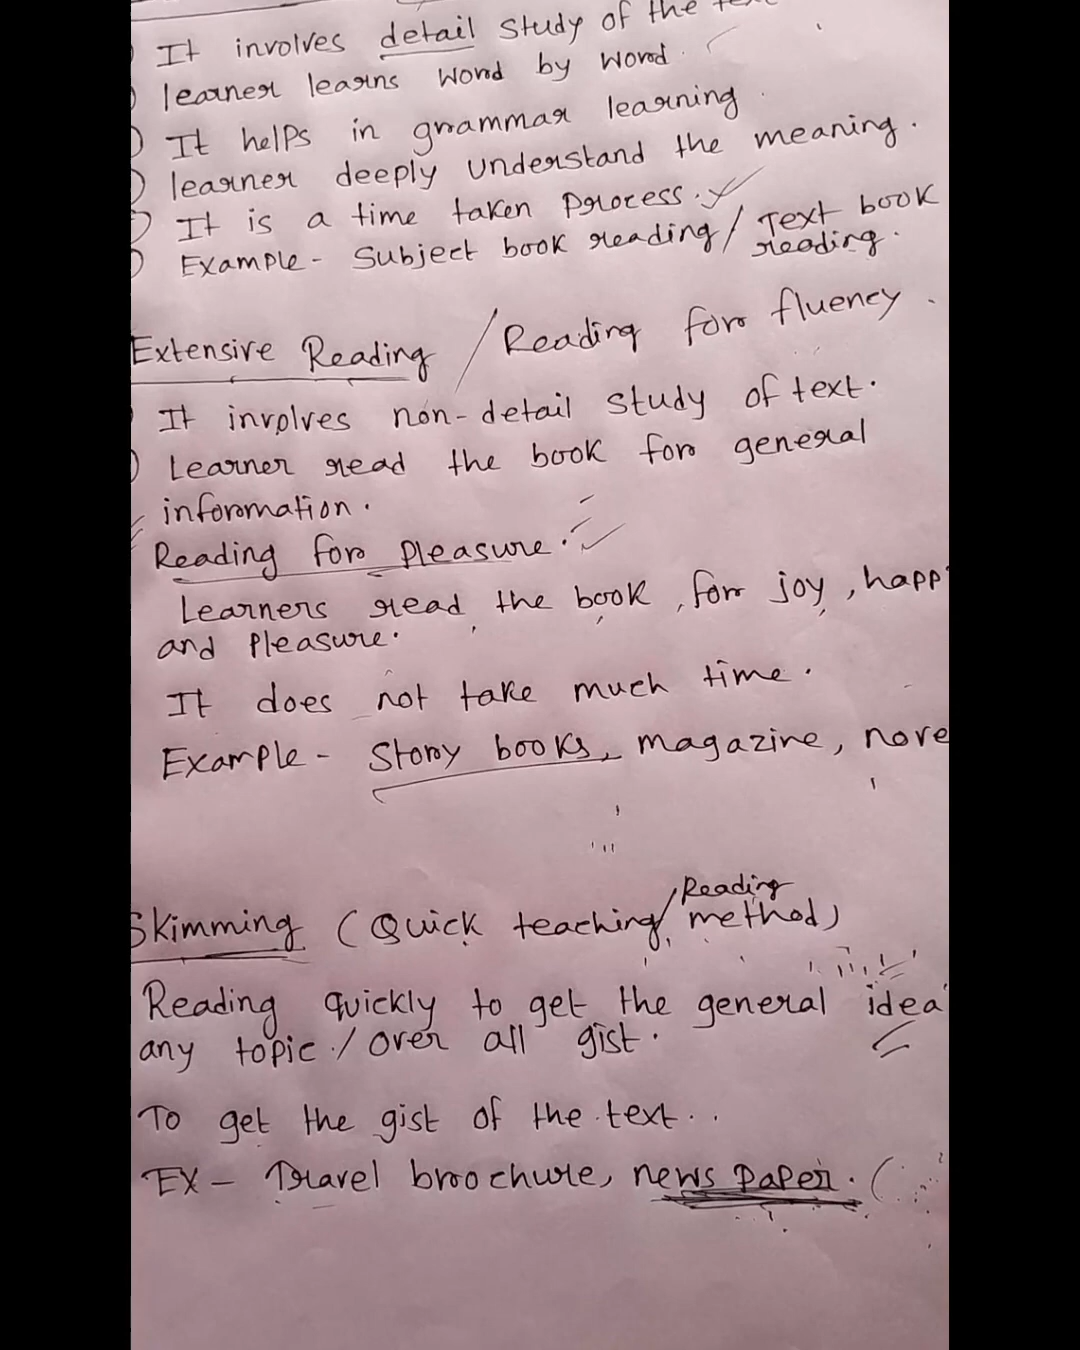 It involves detail study of the text
learner learns word by word.
It helps in grammar learning.
learner deeply understand the meaning.
It is a time taken process.
Example - Subject book reading / Text book
reading.
Extensive Reading / Reading for fluency.
It involves non-detail study of text.
Learner read the book for general
information.
Reading for pleasure.
Learners read the book, for joy, happ
and pleasure.
It does not take much time.
Example - Story books, magazine, nove
Reading
Skimming (Quick teaching/ method)
Reading quickly to get the general idea
any topic / over all gist.
To get the gist of the text..
EX - Travel broochure, news paper. (